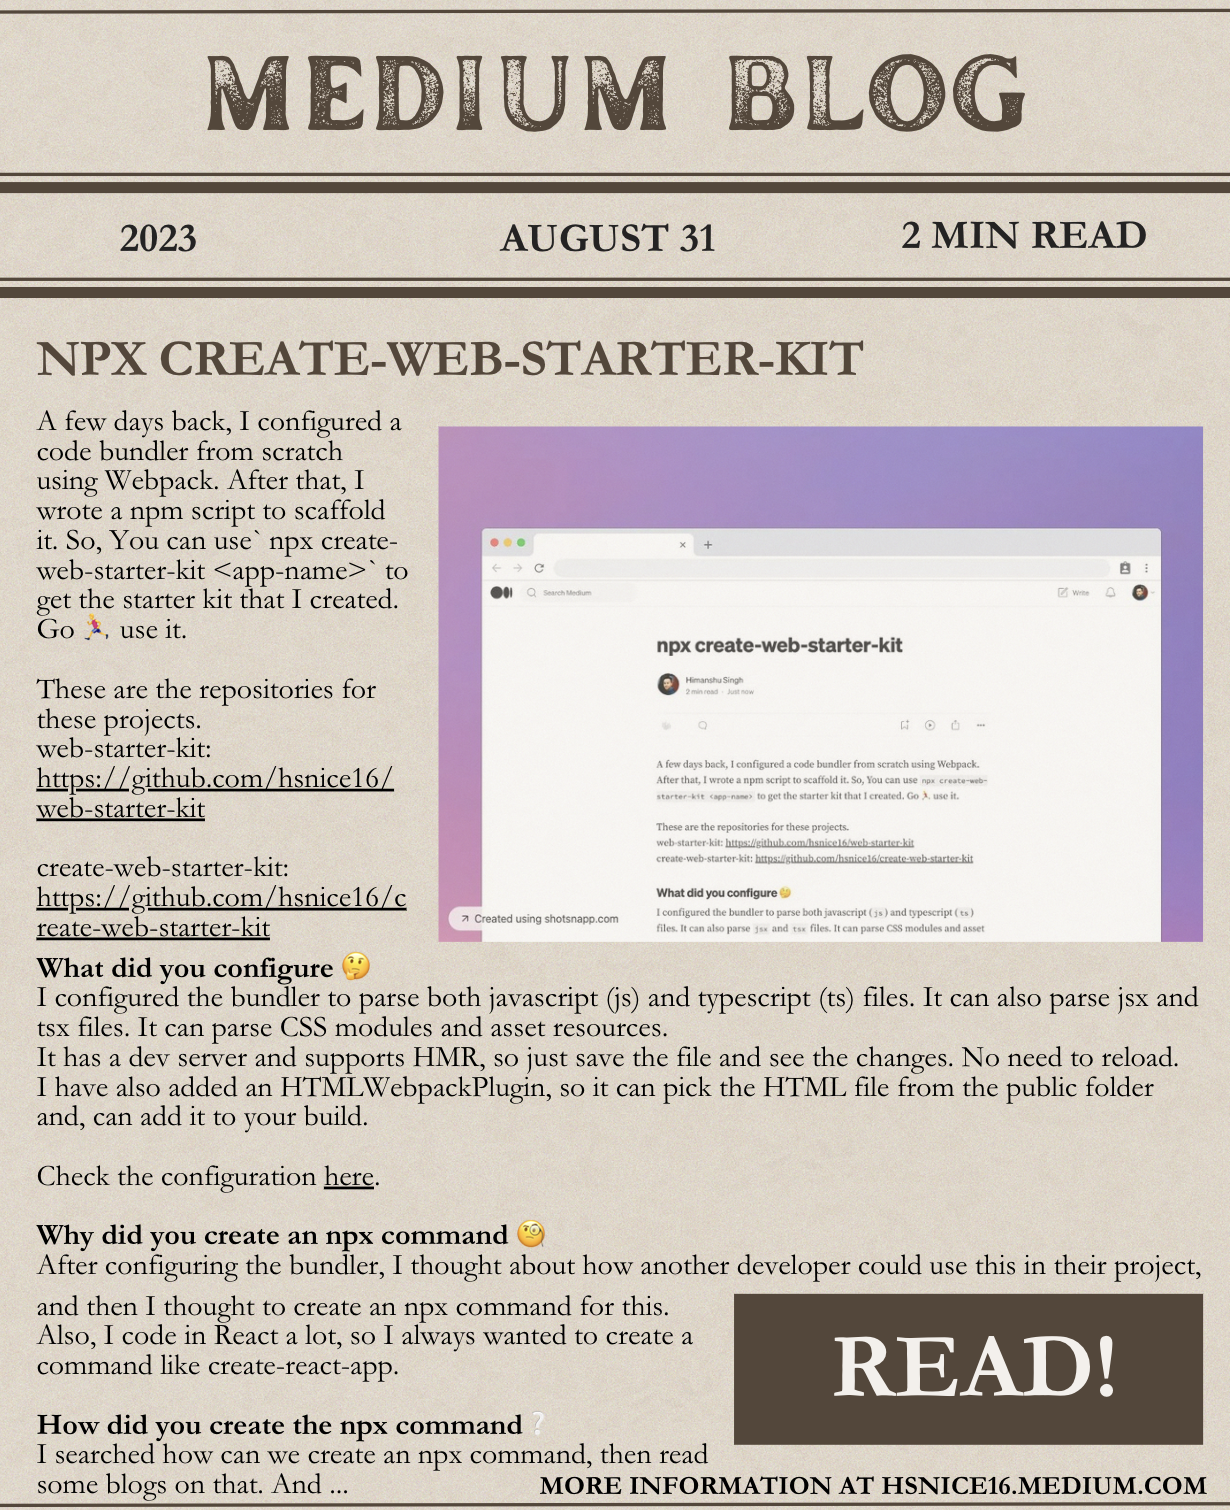 MEDIUM BLOG
2023
AUGUST 31
2 MIN READ
NPX CREATE-WEB-STARTER-KIT
A few days back, I configured a
code bundler from scratch
using Webpack. After that, I
wrote a npm script to scaffold
it. So, You can use` npx create-
web-starter-kit <app-name>` to
get the starter kit that I created.
Go 🏃‍♀️ use it.
These are the repositories for
these projects.
web-starter-kit:
https://github.com/hsnice16/
web-starter-kit
create-web-starter-kit:
https://github.com/hsnice16/c
reate-web-starter-kit
Search Medium
Write
npx create-web-starter-kit
Himanshu Singh
2 min read · Just now
A few days back, I configured a code bundler from scratch using Webpack.
After that, I wrote a npm script to scaffold it. So, You can use npx create-web-
starter-kit <app-name> to get the starter kit that I created. Go 🏃 use it.
These are the repositories for these projects.
web-starter-kit: https://github.com/hsnice16/web-starter-kit
create-web-starter-kit: https://github.com/hsnice16/create-web-starter-kit
What did you configure 🤔
I configured the bundler to parse both javascript (js) and typescript (ts)
files. It can also parse jsx and tsx files. It can parse CSS modules and asset
Created using shotsnapp.com
What did you configure 🤔
I configured the bundler to parse both javascript (js) and typescript (ts) files. It can also parse jsx and
tsx files. It can parse CSS modules and asset resources.
It has a dev server and supports HMR, so just save the file and see the changes. No need to reload.
I have also added an HTMLWebpackPlugin, so it can pick the HTML file from the public folder
and, can add it to your build.
Check the configuration here.
Why did you create an npx command 🧐
After configuring the bundler, I thought about how another developer could use this in their project,
and then I thought to create an npx command for this.
Also, I code in React a lot, so I always wanted to create a
command like create-react-app.
How did you create the npx command ❔
I searched how can we create an npx command, then read
some blogs on that. And ...
READ!
MORE INFORMATION AT HSNICE16.MEDIUM.COM